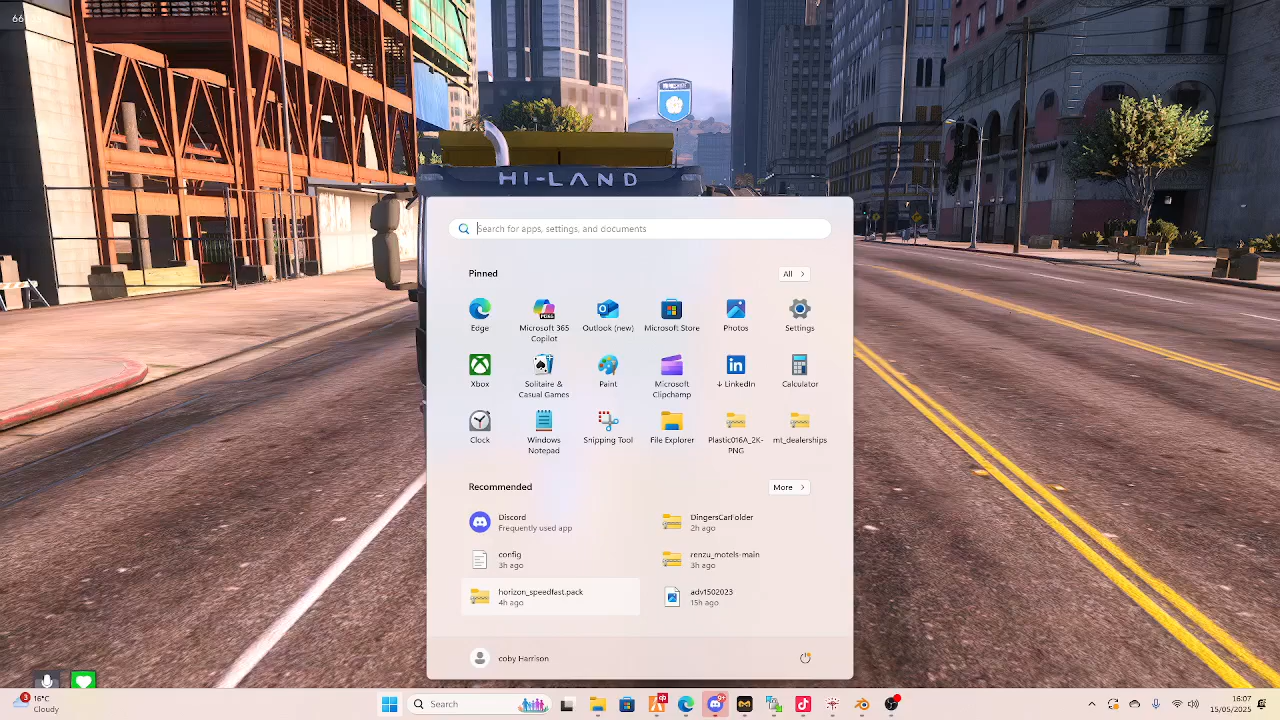 HI-LAND
Search for apps, settings, and documents
Pinned
All
Edge
Microsoft 365 Copilot
Outlook (new)
Microsoft Store
Photos
Settings
Xbox
Solitaire & Casual Games
Paint
Microsoft Clipchamp
↓ LinkedIn
Calculator
Clock
Windows Notepad
Snipping Tool
File Explorer
Plastic016A_2K-PNG
mt_dealerships
Recommended
More
Discord
Frequently used app
DingersCarFolder
2h ago
config
3h ago
renzu_motels-main
3h ago
horizon_speedfast.pack
4h ago
adv1502023
15h ago
coby Harrison
3
16°C
Cloudy
Search
9+
16:07
15/05/2025